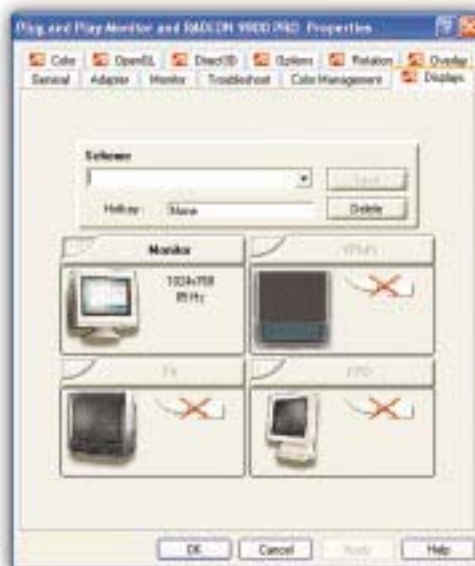 Plug and Play Monitor and RADEON 9800 PRO Properties
Color OpenGL Direct3D Options Rotation Overlay
General Adapter Monitor Troubleshoot Color Management Displays
Scheme
Save
Hotkey: None Delete
Monitor
1024x768
85 Hz
TV
FPD
OK Cancel Apply Help